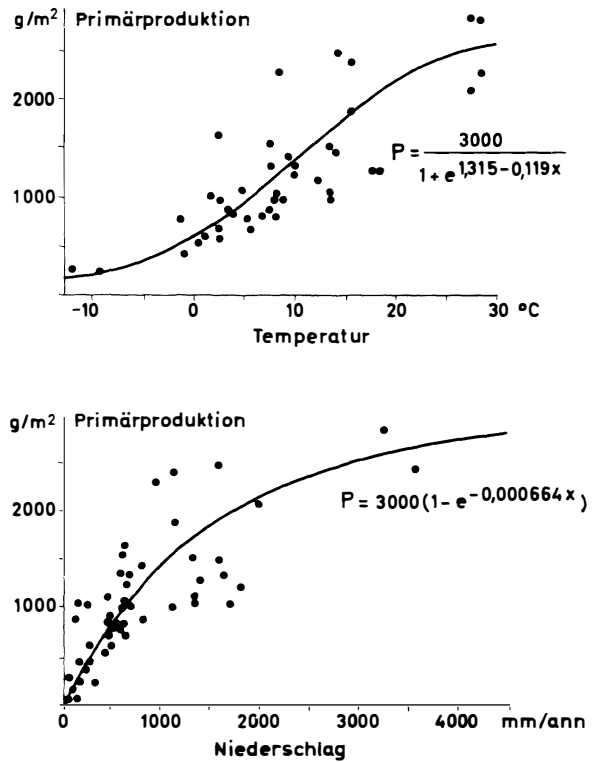 g/m² Primärproduktion
2000
P = 3000 / 1 + e^1,315-0,119x
1000
-10 0 10 20 30 °C
Temperatur
g/m² Primärproduktion
2000
P = 3000(1- e^-0,000664x)
1000
0 1000 2000 3000 4000 mm/ann
Niederschlag